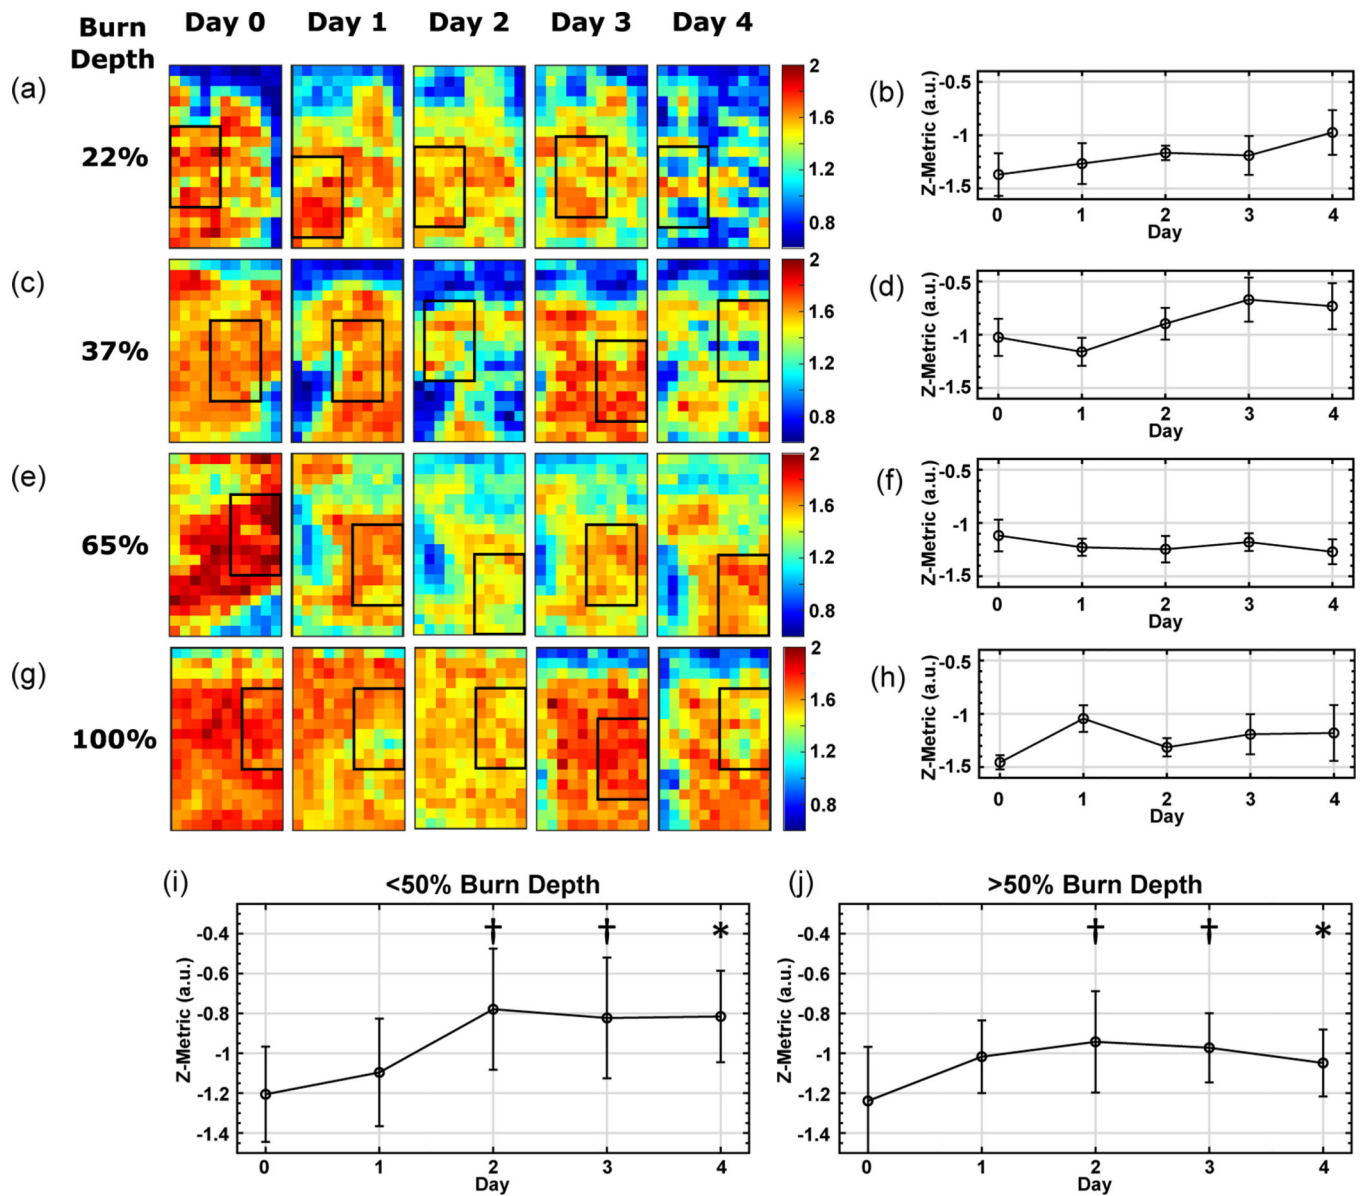 Burn Depth Day 0 Day 1 Day 2 Day 3 Day 4
(a) 22% 2 1.6 1.2 0.8
(b) Z-Metric (a.u.) -0.5 -1 -1.5
0 1 2 3 4
Day
(c) 37% 2 1.6 1.2 0.8
(d) Z-Metric (a.u.) -0.5 -1 -1.5
0 1 2 3 4
Day
(e) 65% 2 1.6 1.2 0.8
(f) Z-Metric (a.u.) -0.5 -1 -1.5
0 1 2 3 4
Day
(g) 100% 2 1.6 1.2 0.8
(h) Z-Metric (a.u.) -0.5 -1 -1.5
0 1 2 3 4
Day
(i) <50% Burn Depth
† † *
Z-Metric (a.u.) -0.4 -0.6 -0.8 -1 -1.2 -1.4
0 1 2 3 4
Day
(j) >50% Burn Depth
† † *
Z-Metric (a.u.) -0.4 -0.6 -0.8 -1 -1.2 -1.4
0 1 2 3 4
Day